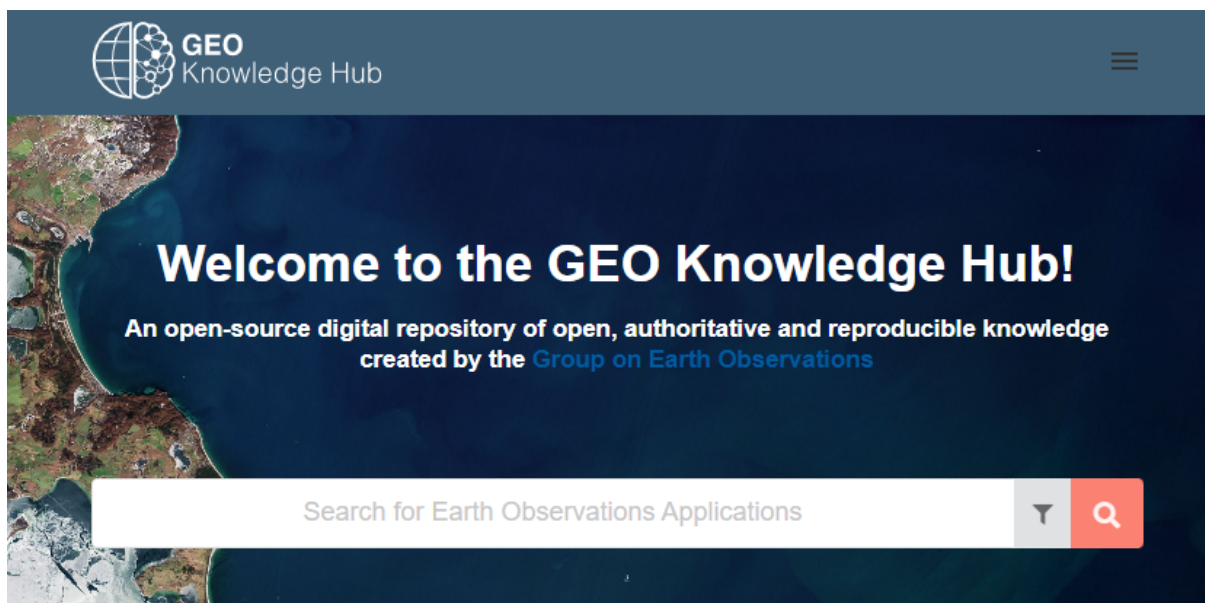 GEO
Knowledge Hub
Welcome to the GEO Knowledge Hub!
An open-source digital repository of open, authoritative and reproducible knowledge
created by the Group on Earth Observations
Search for Earth Observations Applications